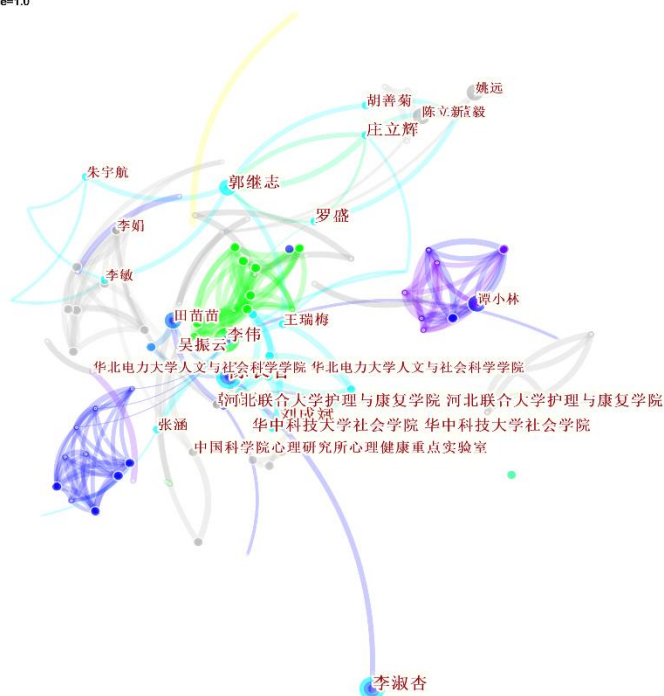 e=1.0
姚远
胡善菊
陈立新
庄立辉
朱宇航
郭继志
李娟
罗盛
李敏
谭小林
田苗苗
王瑞梅
李伟
吴振云
华北电力大学人文与社会科学学院 华北电力大学人文与社会科学学院
河北联合大学护理与康复学院 河北联合大学护理与康复学院
张涵
华中科技大学社会学院 华中科技大学社会学院
中国科学院心理研究所心理健康重点实验室
李淑杏